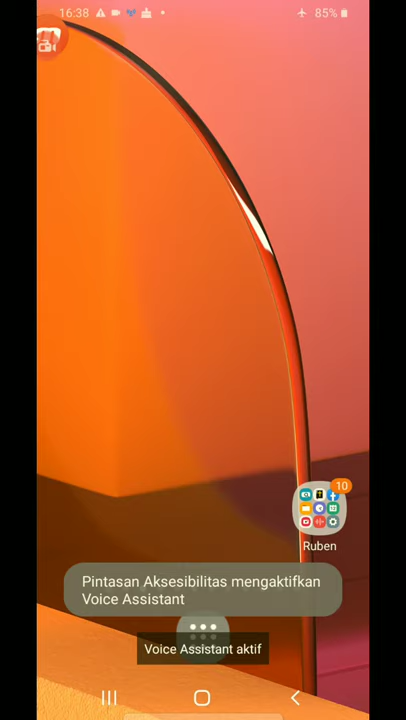 16:38
85%
10
Ruben
Pintasan Aksesibilitas mengaktifkan
Voice Assistant
Voice Assistant aktif